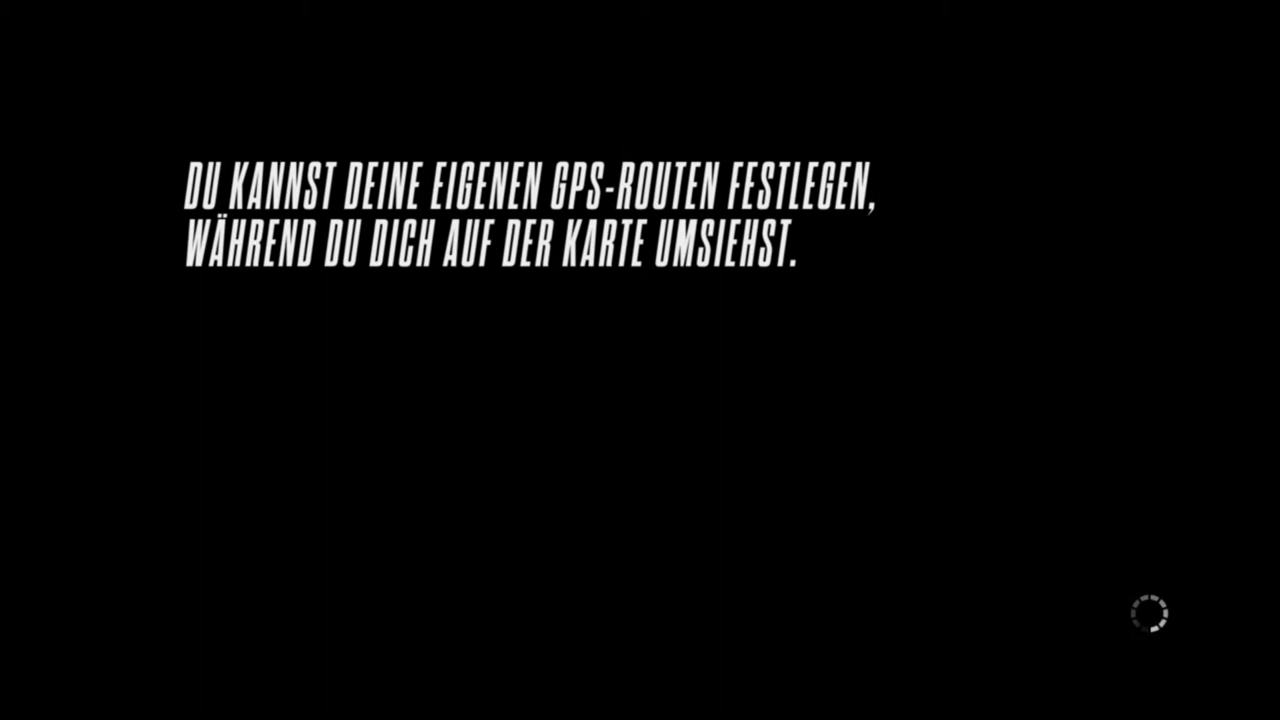 DU KANNST DEINE EIGENEN GPS-ROUTEN FESTLEGEN,
WÄHREND DU DICH AUF DER KARTE UMSIEHST.